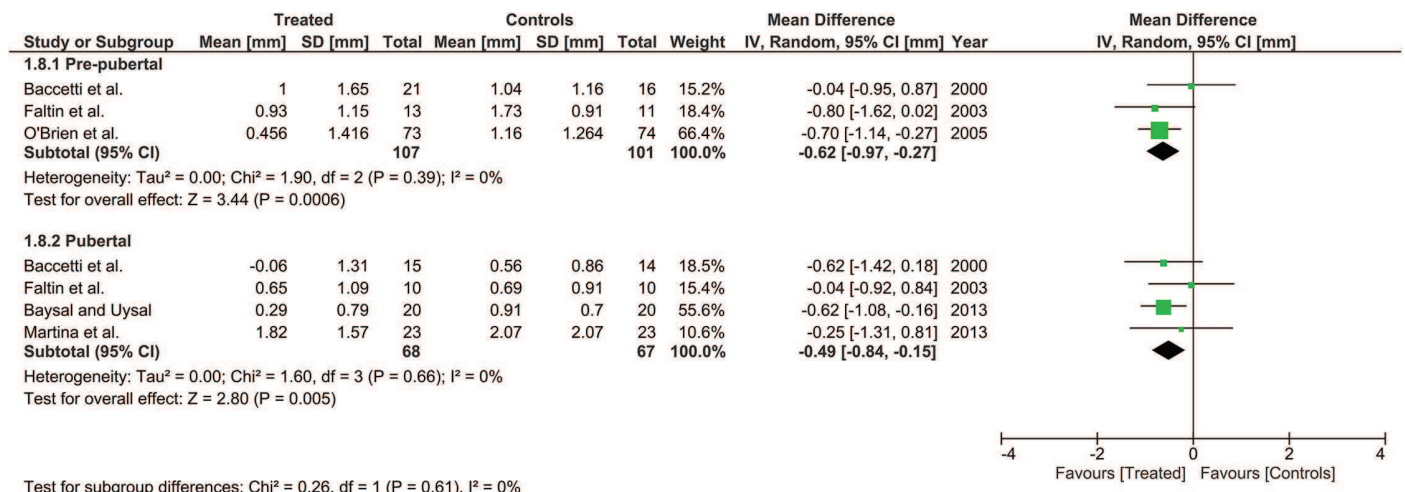 Treated Controls Mean Difference Mean Difference
Study or Subgroup Mean [mm] SD [mm] Total Mean [mm] SD [mm] Total Weight IV, Random, 95% CI [mm] Year IV, Random, 95% CI [mm]
1.8.1 Pre-pubertal
Baccetti et al. 1 1.65 21 1.04 1.16 16 15.2% -0.04 [-0.95, 0.87] 2000
Faltin et al. 0.93 1.15 13 1.73 0.91 11 18.4% -0.80 [-1.62, 0.02] 2003
O'Brien et al. 0.456 1.416 73 1.16 1.264 74 66.4% -0.70 [-1.14, -0.27] 2005
Subtotal (95% CI) 107 101 100.0% -0.62 [-0.97, -0.27]
Heterogeneity: Tau² = 0.00; Chi² = 1.90, df = 2 (P = 0.39); I² = 0%
Test for overall effect: Z = 3.44 (P = 0.0006)
1.8.2 Pubertal
Baccetti et al. -0.06 1.31 15 0.56 0.86 14 18.5% -0.62 [-1.42, 0.18] 2000
Faltin et al. 0.65 1.09 10 0.69 0.91 10 15.4% -0.04 [-0.92, 0.84] 2003
Baysal and Uysal 0.29 0.79 20 0.91 0.7 20 55.6% -0.62 [-1.08, -0.16] 2013
Martina et al. 1.82 1.57 23 2.07 2.07 23 10.6% -0.25 [-1.31, 0.81] 2013
Subtotal (95% CI) 68 67 100.0% -0.49 [-0.84, -0.15]
Heterogeneity: Tau² = 0.00; Chi² = 1.60, df = 3 (P = 0.66); I² = 0%
Test for overall effect: Z = 2.80 (P = 0.005)
-4 -2 0 2 4
Favours [Treated] Favours [Controls]
Test for subgroup differences: Chi² = 0.26, df = 1 (P = 0.61), I² = 0%